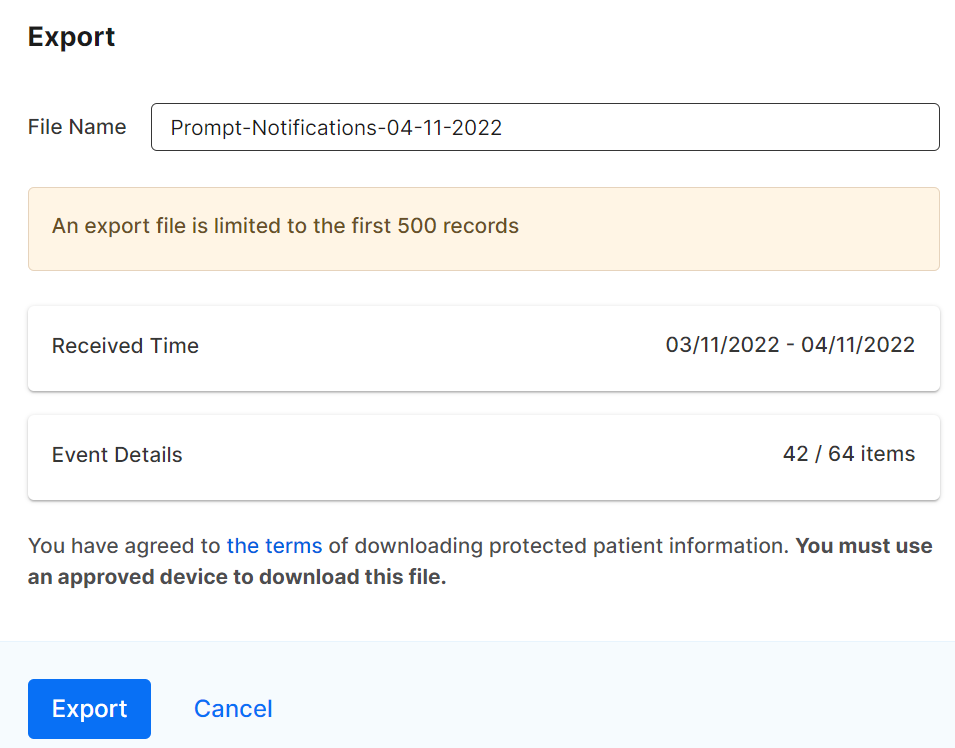 Export
File Name
Prompt-Notifications-04-11-2022
An export file is limited to the first 500 records
Received Time 03/11/2022 - 04/11/2022
Event Details 42 / 64 items
You have agreed to the terms of downloading protected patient information. You must use
an approved device to download this file.
Export Cancel